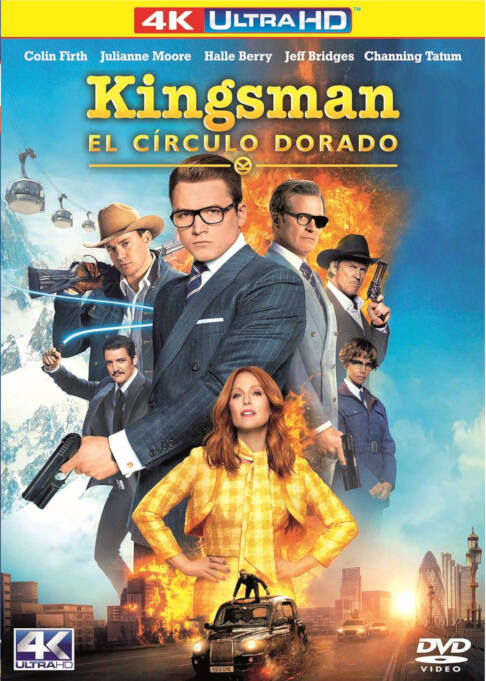 4K ULTRA HD™
Colin Firth Julianne Moore Halle Berry Jeff Bridges Channing Tatum
Kingsman
EL CÍRCULO DORADO
4K
ULTRA HD
DVD
VIDEO